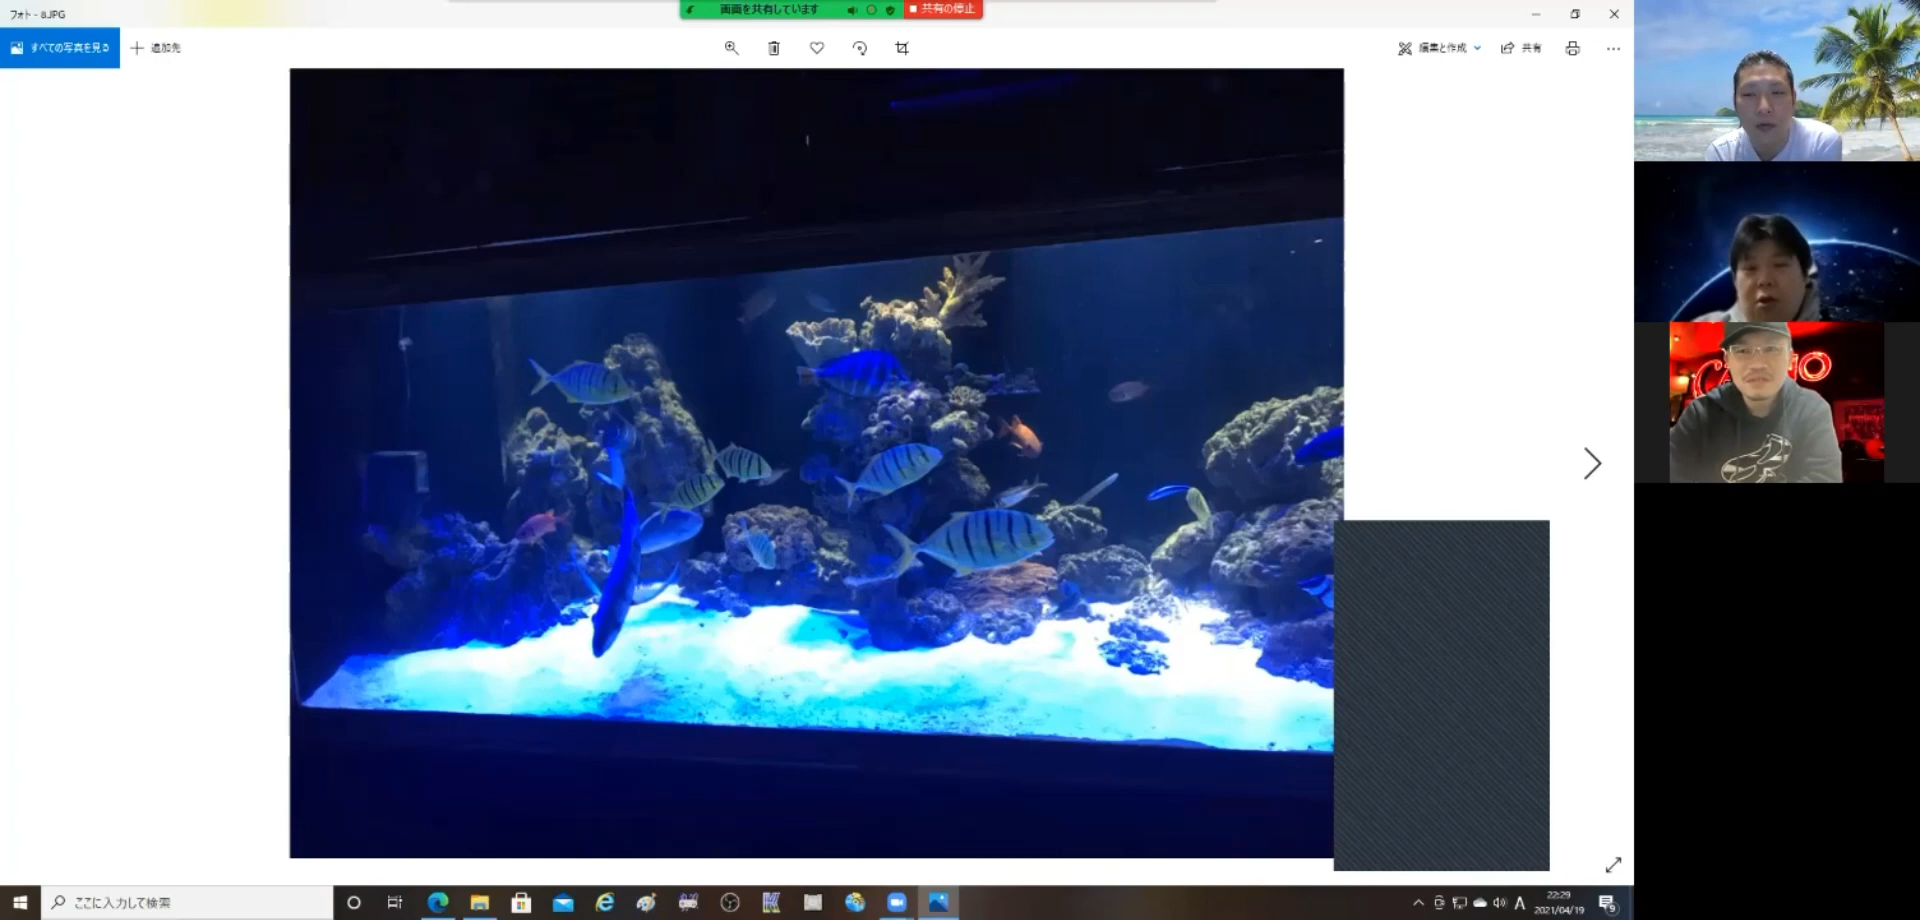 フォト - 8.JPG
画面を共有しています
共有の停止
すべての写真を見る
追加先
編集と作成
共有
ここに入力して検索
A
22:29
2021/04/19
9